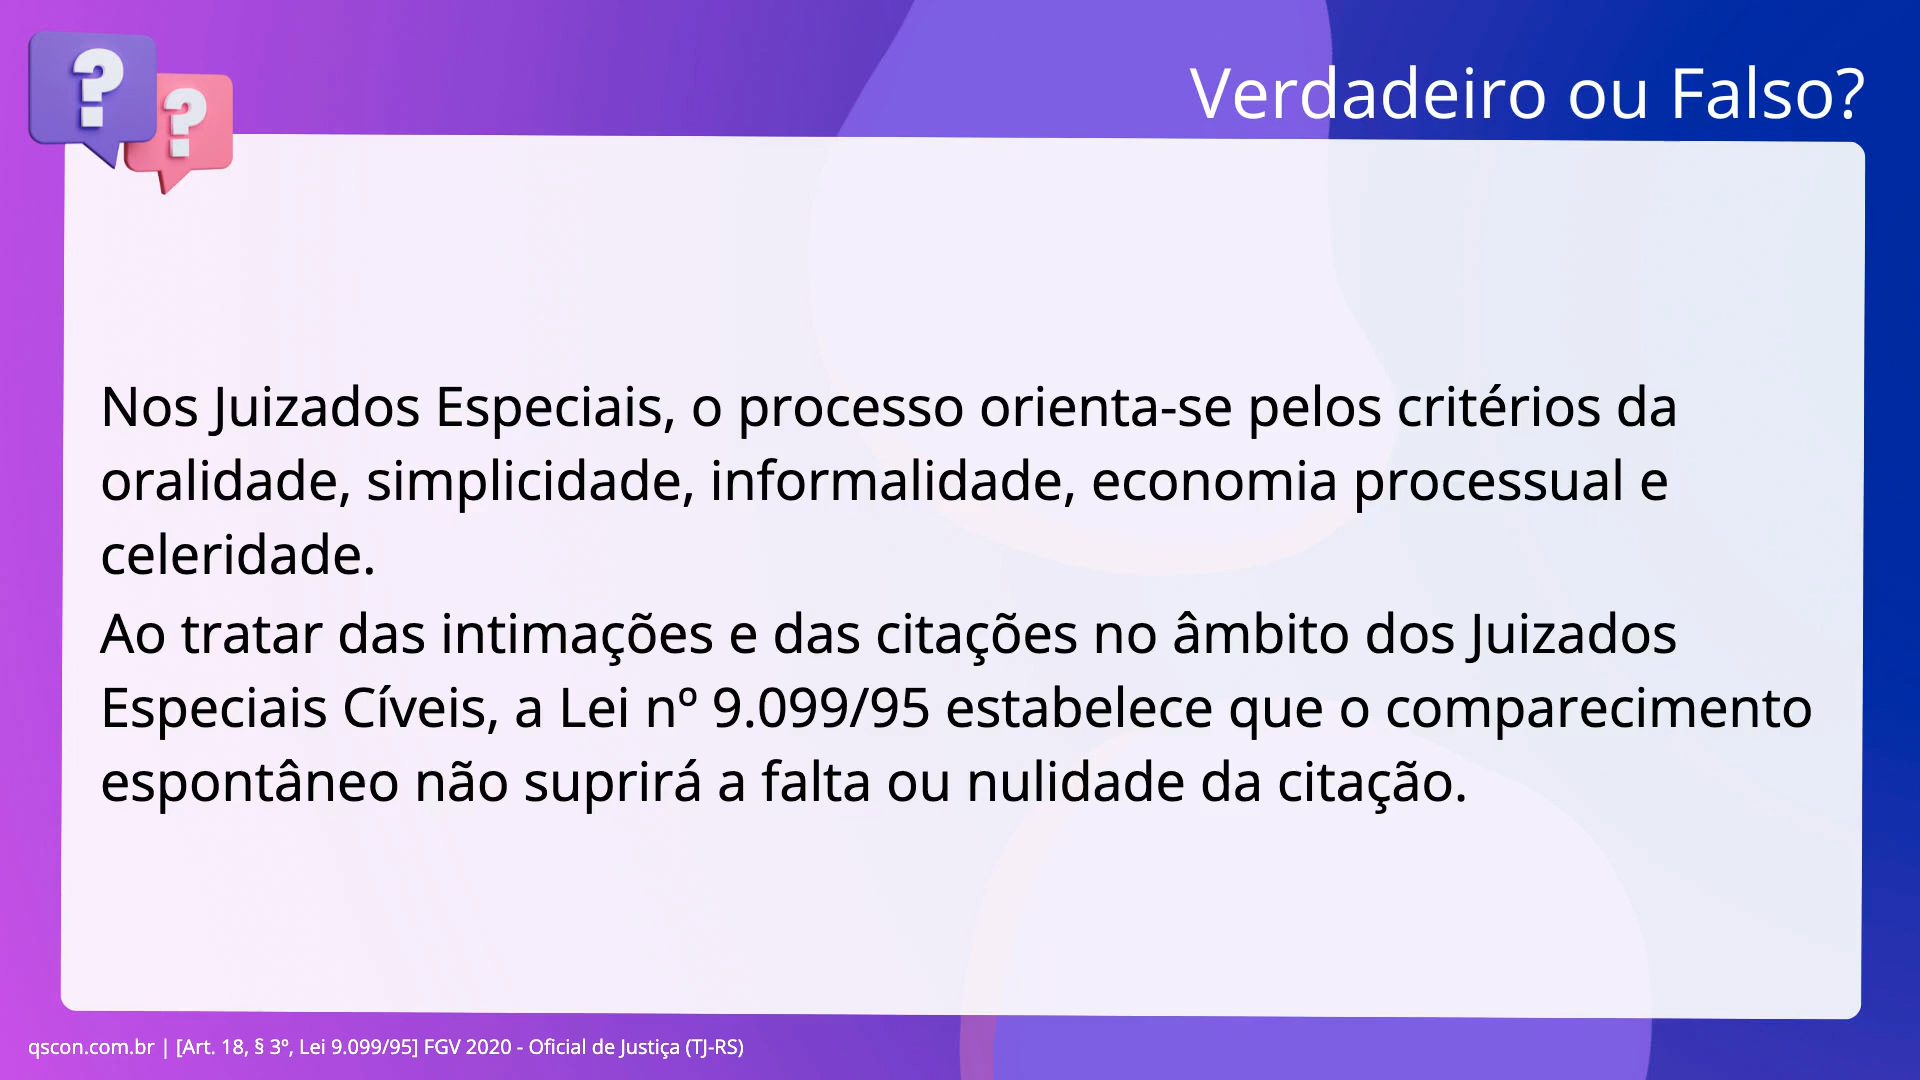 Verdadeiro ou Falso?
Nos Juizados Especiais, o processo orienta-se pelos critérios da
oralidade, simplicidade, informalidade, economia processual e
celeridade.
Ao tratar das intimações e das citações no âmbito dos Juizados
Especiais Cíveis, a Lei nº 9.099/95 estabelece que o comparecimento
espontâneo não suprirá a falta ou nulidade da citação.
qscon.com.br | [Art. 18, § 3º, Lei 9.099/95] FGV 2020 - Oficial de Justiça (TJ-RS)